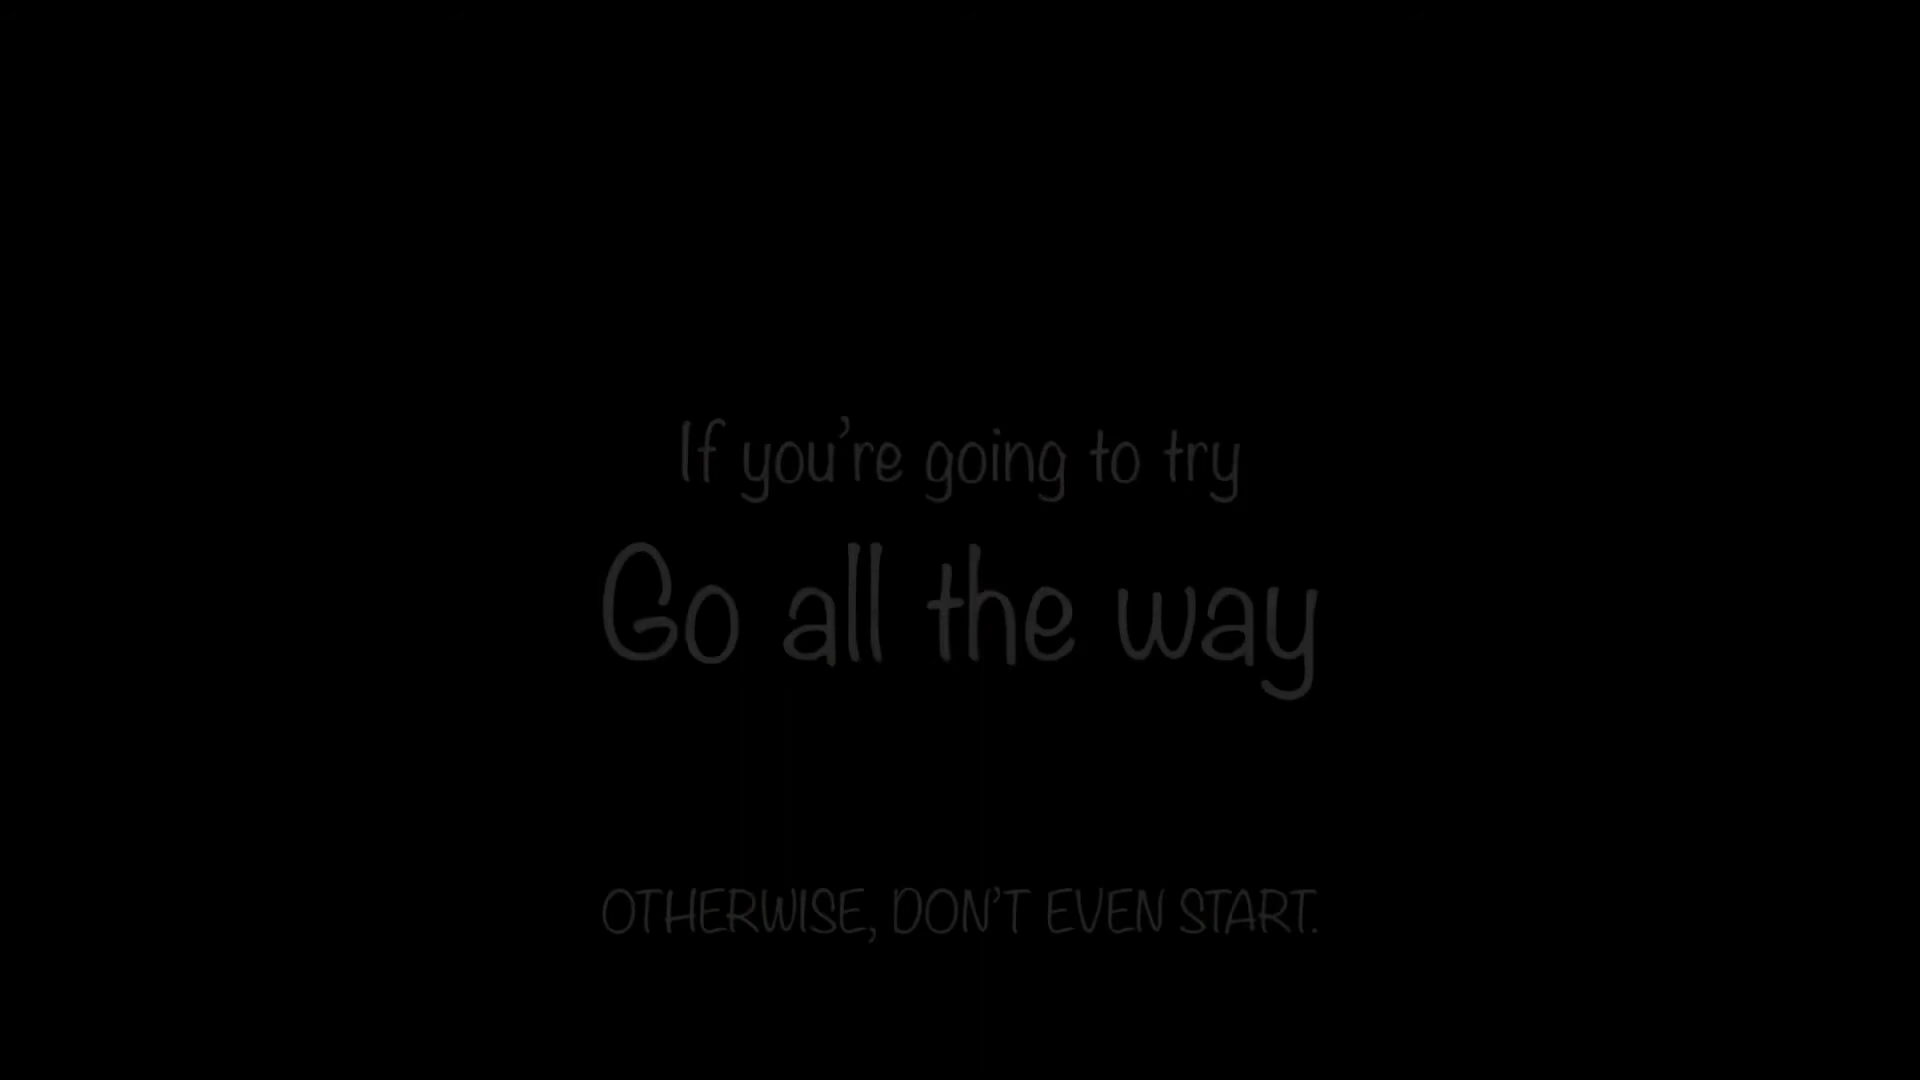 If you’re going to try
Go all the way
OTHERWISE, DON’T EVEN START.